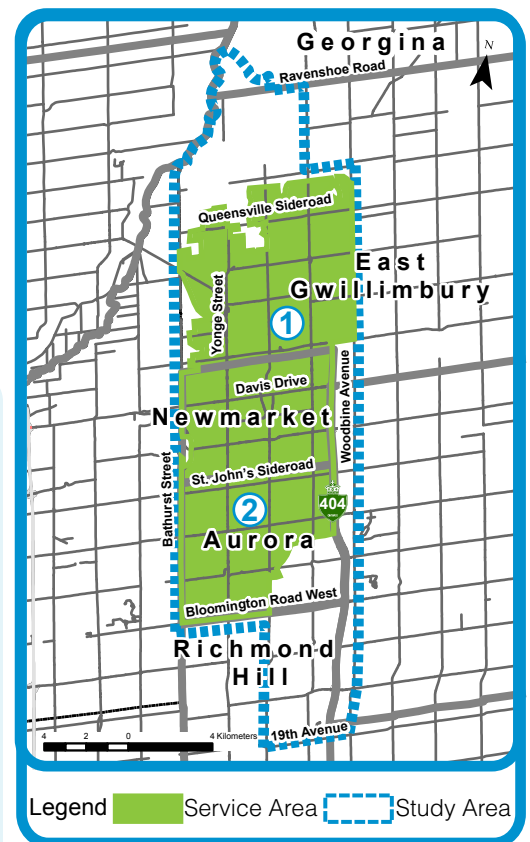 Georgina
N
Ravenshoe Road
Queensville Sideroad
East
Gwillimbury
Yonge Street
1
Davis Drive
Woodbine Avenue
Newmarket
St. John's Sideroad
Bathurst Street
2
404
Aurora
Bloomington Road West
Richmond
Hill
19th Avenue
4 2 0 4 Kilometers
Legend Service Area Study Area